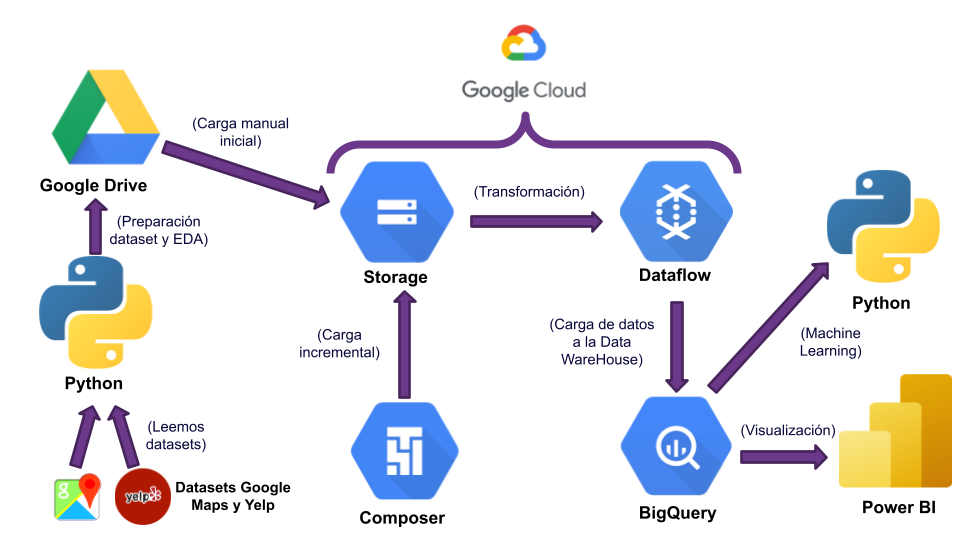 Google Cloud
(Carga manual
inicial)
Google Drive
(Preparación
dataset y EDA)
Python
(Leemos
datasets)
g
yelp
Datasets Google
Maps y Yelp
Storage
(Transformación)
Dataflow
(Carga
incremental)
Composer
(Carga de datos
a la Data
WareHouse)
BigQuery
Python
(Machine
Learning)
(Visualización)
Power BI